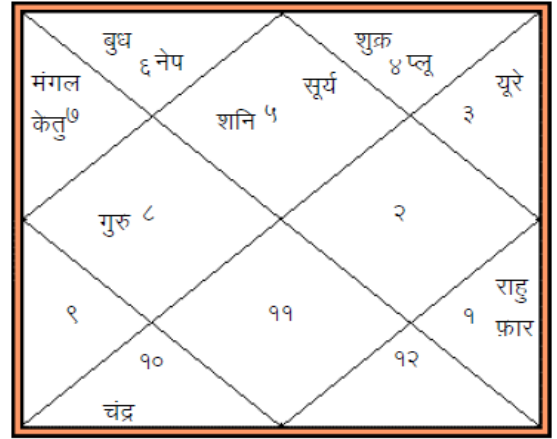 बुध
६ नेप
शुक्र
४ प्लू
मंगल
केतु ७
सूर्य
शनि ५
यूरे
३
गुरु ८
२
९
११
राहु
१
फ़ार
१०
१२
चंद्र